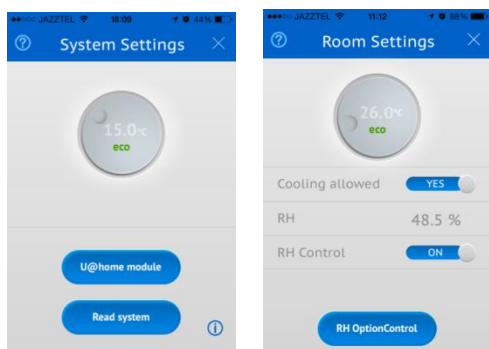 JAZZTEL 18:09 44%
System Settings
15.0°C
eco
U@home module
Read system
JAZZTEL 11:12 88%
Room Settings
26.0°C
eco
Cooling allowed YES
RH 48.5 %
RH Control ON
RH OptionControl